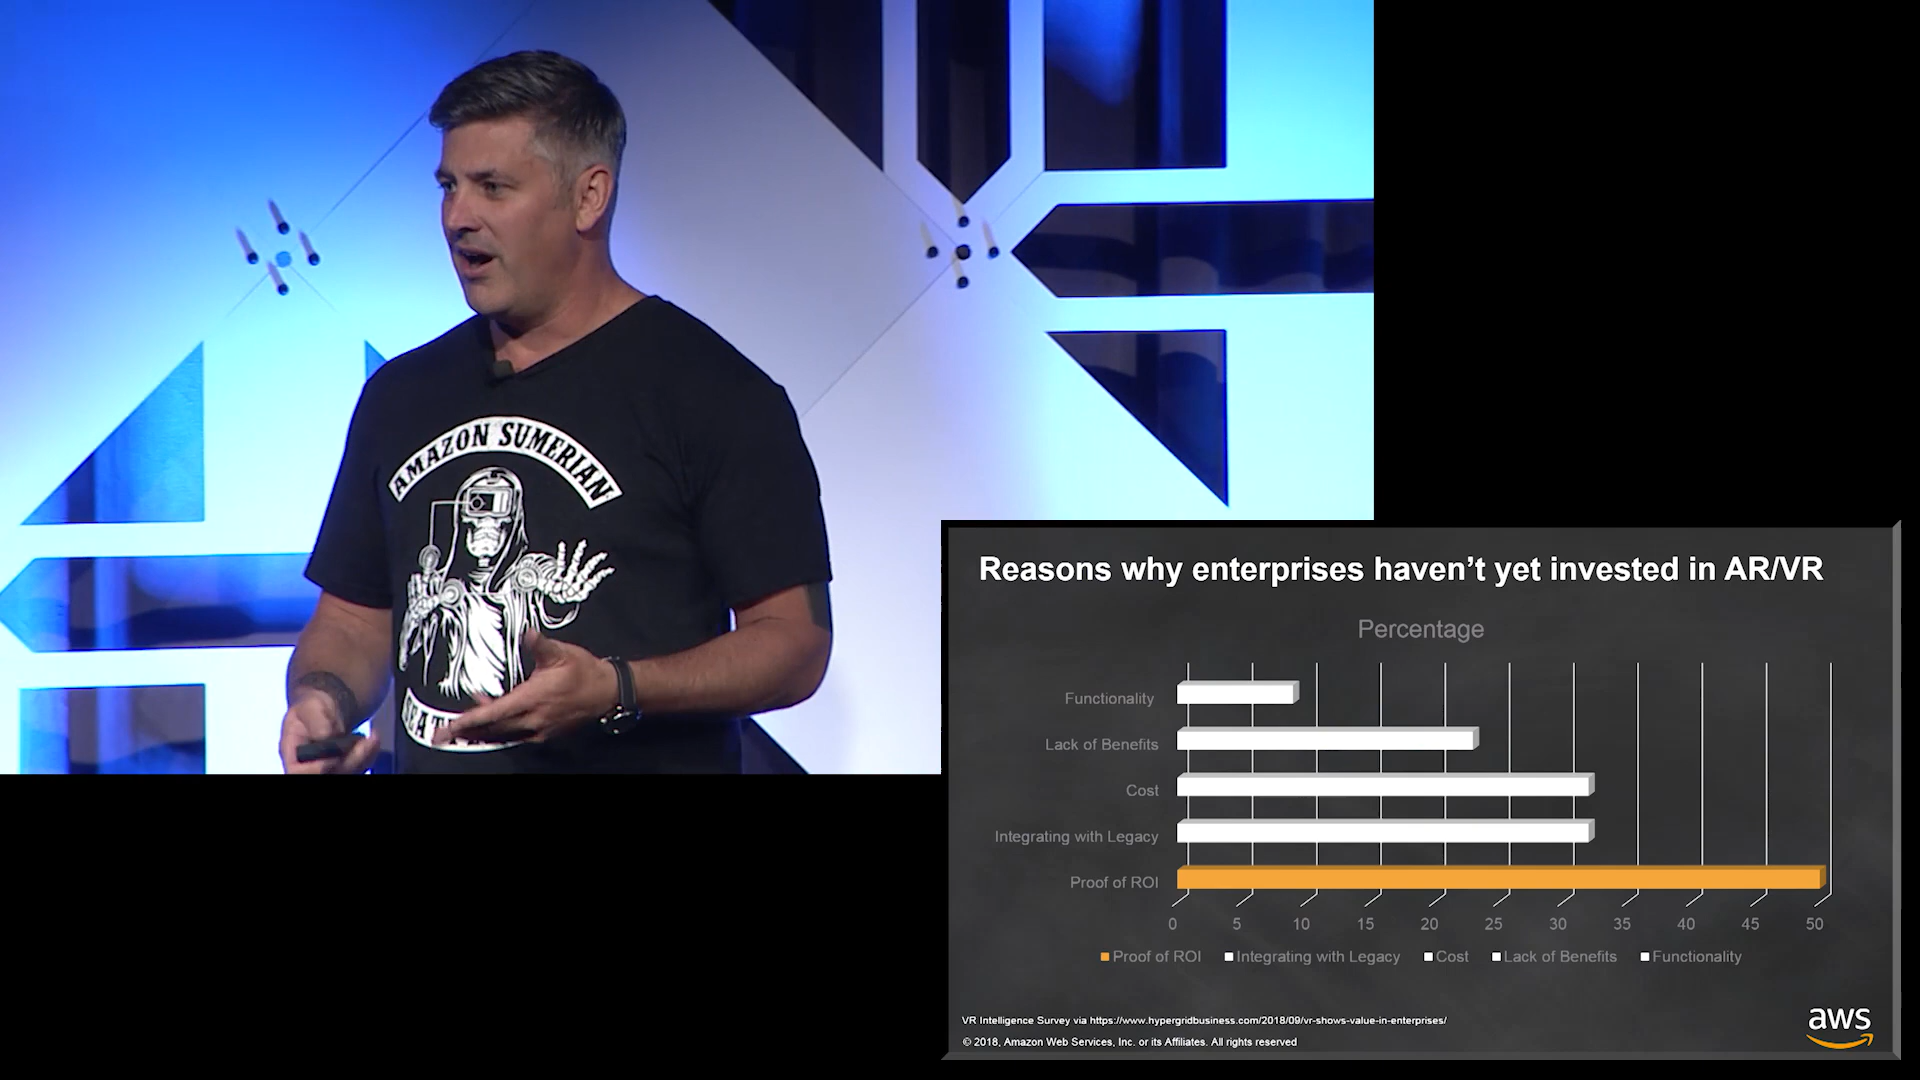 AMAZON SUMERIAN
Reasons why enterprises haven't yet invested in AR/VR
Percentage
Functionality
Lack of Benefits
Cost
Integrating with Legacy
Proof of ROI
0 5 10 15 20 25 30 35 40 45 50
Proof of ROI Integrating with Legacy Cost Lack of Benefits Functionality
VR Intelligence Survey via https://www.hypergridbusiness.com/2018/09/vr-shows-value-in-enterprises/
© 2018, Amazon Web Services, Inc. or its Affiliates. All rights reserved
aws